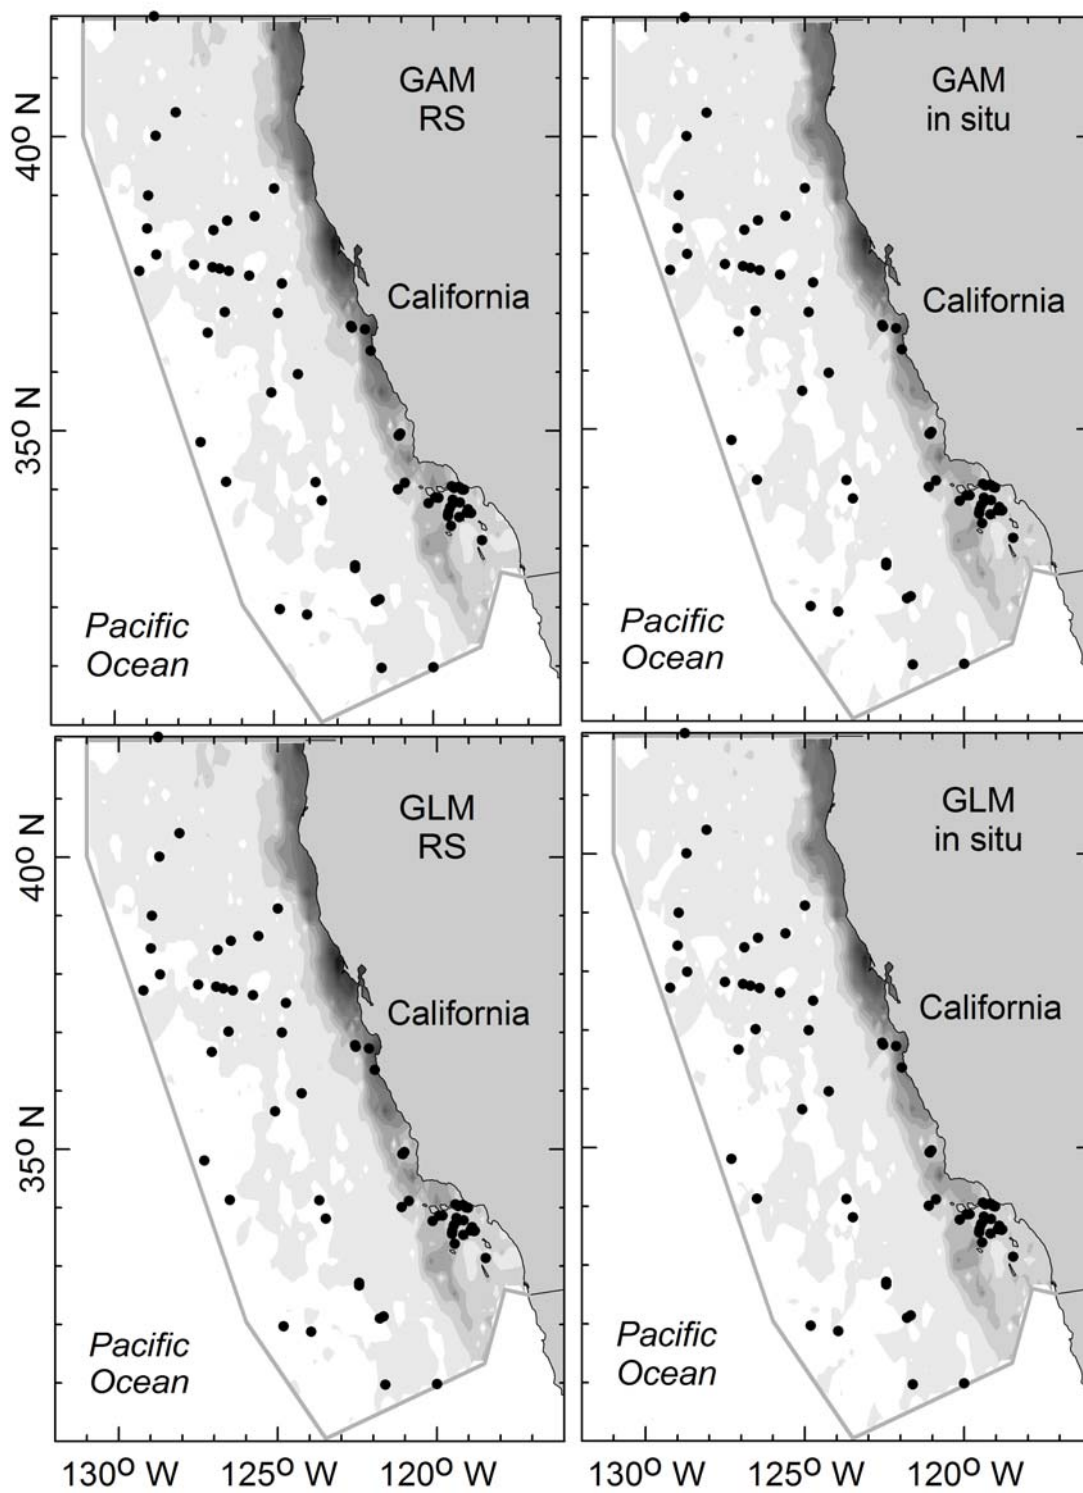 GAM
RS
40° N
California
35° N
Pacific
Ocean
GAM
in situ
California
Pacific
Ocean
GLM
RS
40° N
California
35° N
Pacific
Ocean
130° W 125° W 120° W
GLM
in situ
California
Pacific
Ocean
130° W 125° W 120° W